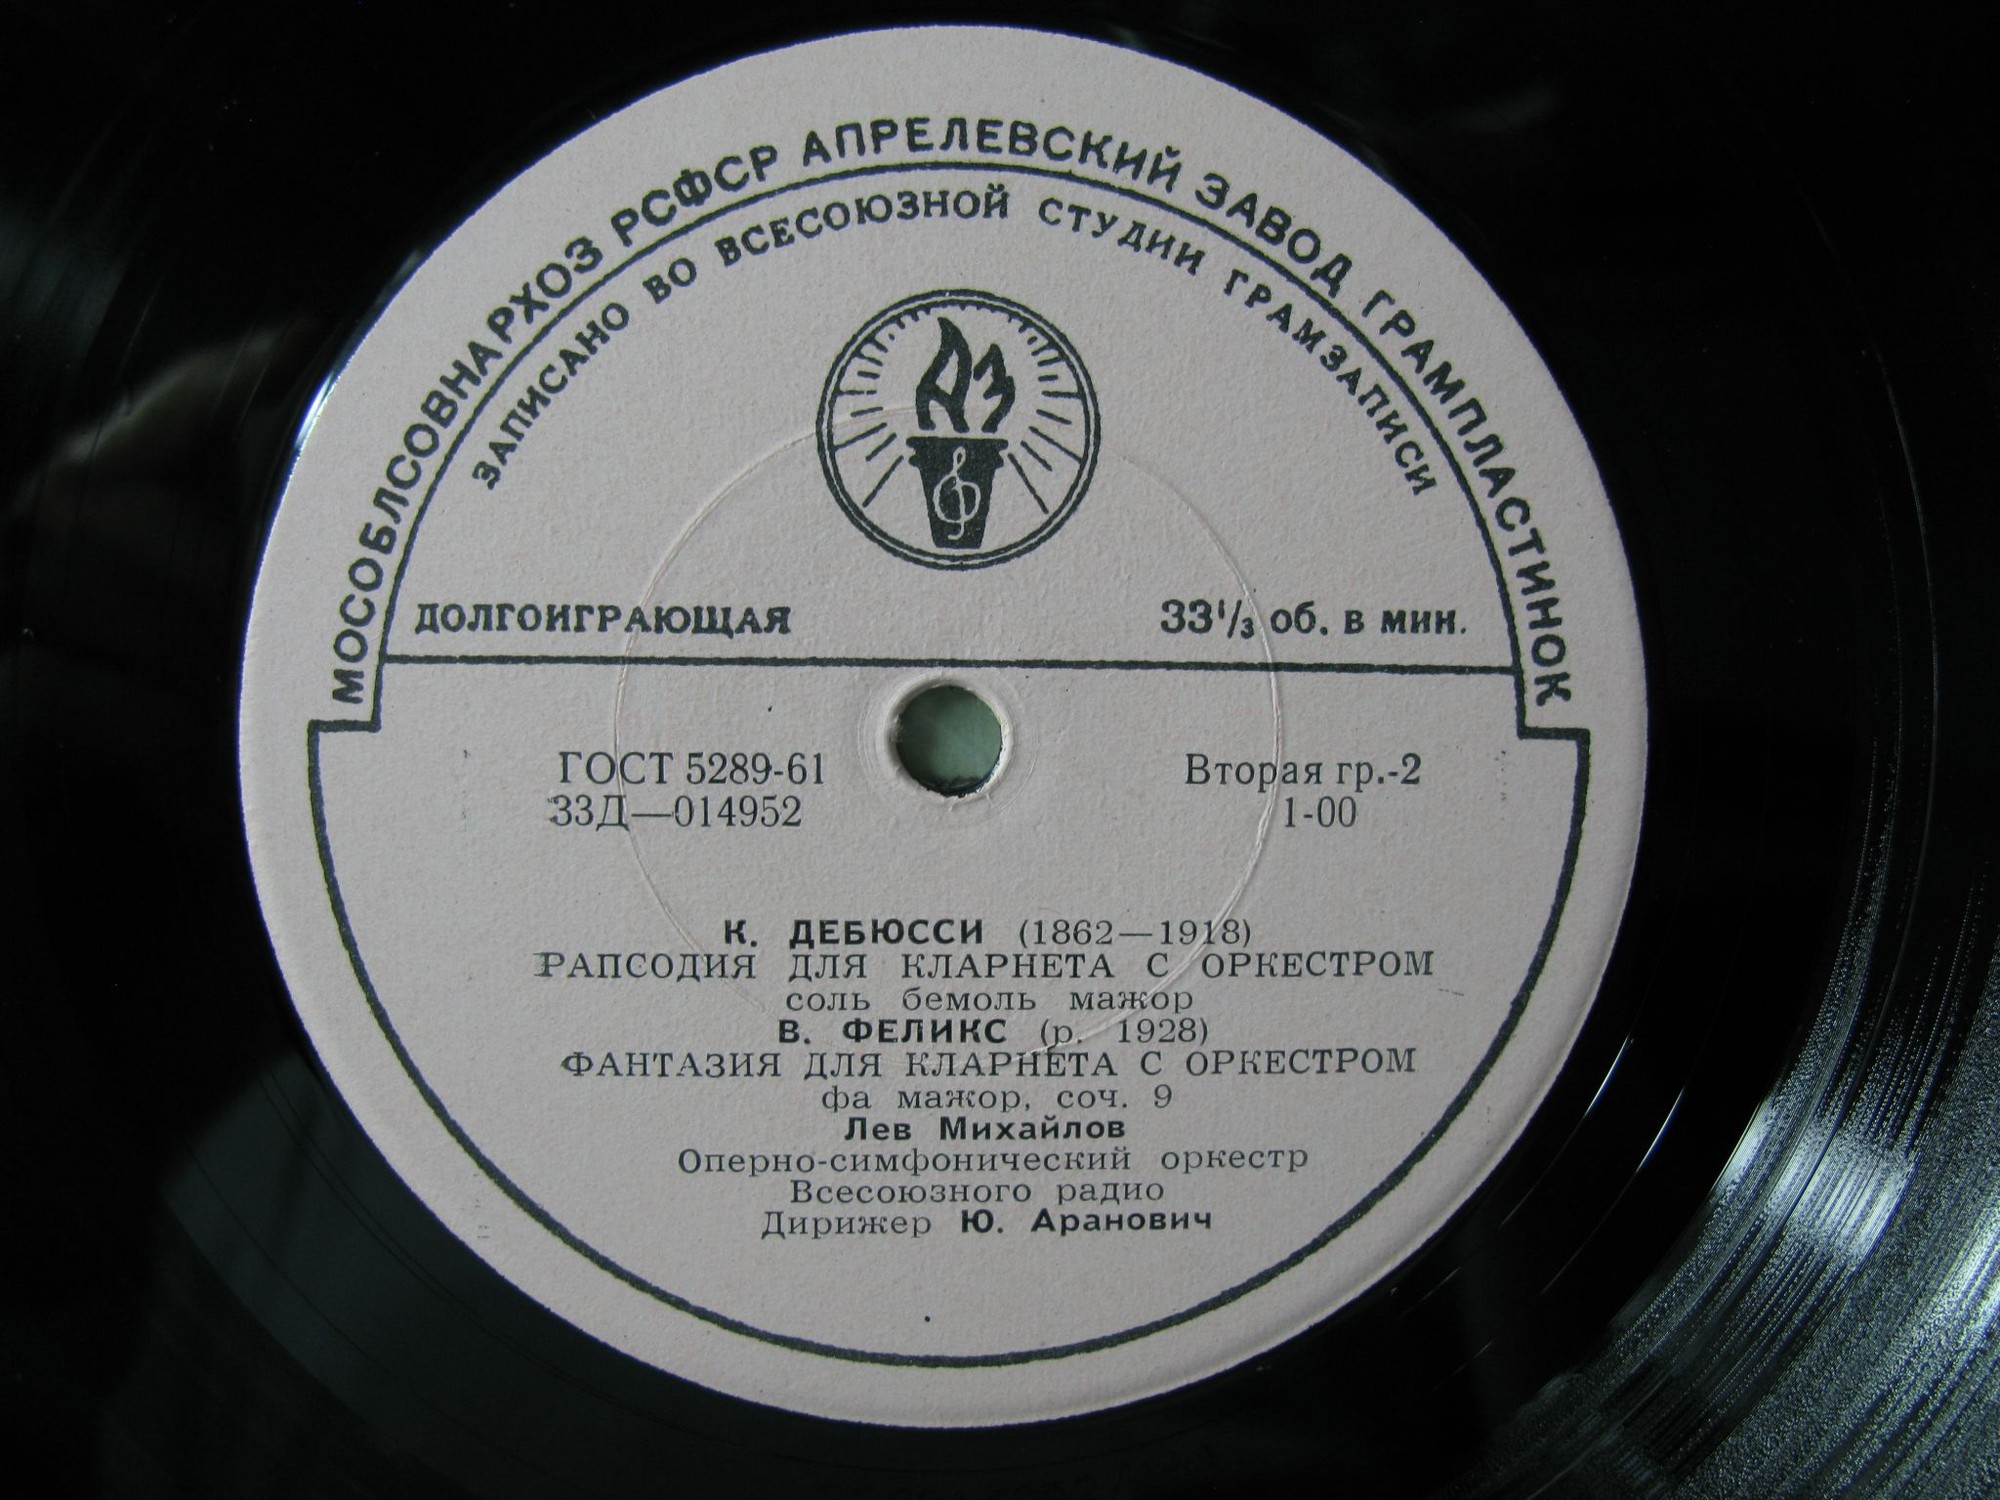 МОСОБЛСОВНАРХОЗ РСФСР АПРЕЛЕВСКИЙ ЗАВОД ГРАМПЛАСТИНОК
ЗАПИСАНО ВО ВСЕСОЮЗНОЙ СТУДИИ ГРАМЗАПИСИ
АЗ
ДОЛГОИГРАЮЩАЯ 33⅓ об. в мин.
ГОСТ 5289-61 Вторая гр.-2
33Д—014952 1-00
К. ДЕБЮССИ (1862—1918)
РАПСОДИЯ ДЛЯ КЛАРНЕТА С ОРКЕСТРОМ
соль бемоль мажор
В. ФЕЛИКС (р. 1928)
ФАНТАЗИЯ ДЛЯ КЛАРНЕТА С ОРКЕСТРОМ
фа мажор, соч. 9
Лев Михайлов
Оперно-симфонический оркестр
Всесоюзного радио
Дирижер Ю. Аранович